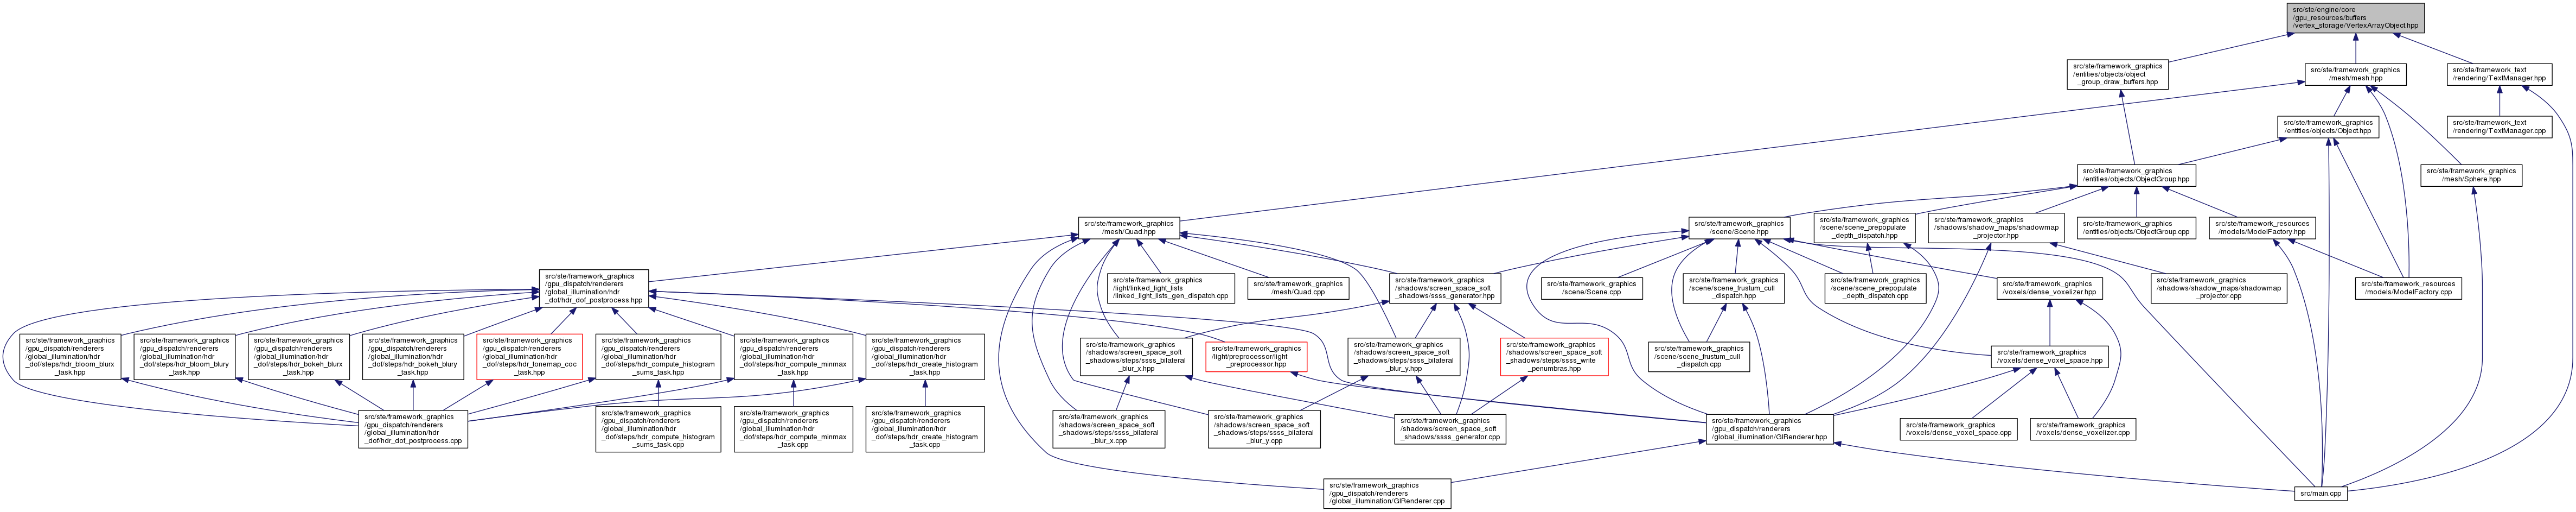 src/ste/engine/core
/gpu_resources/buffers
/vertex_storage/VertexArrayObject.hpp
src/ste/framework_graphics
/entities/objects/object
_group_draw_buffers.hpp
src/ste/framework_graphics
/mesh/mesh.hpp
src/ste/framework_text
/rendering/TextManager.hpp
src/ste/framework_graphics
/entities/objects/Object.hpp
src/ste/framework_text
/rendering/TextManager.cpp
src/ste/framework_graphics
/entities/objects/ObjectGroup.hpp
src/ste/framework_graphics
/mesh/Sphere.hpp
src/ste/framework_graphics
/mesh/Quad.hpp
src/ste/framework_graphics
/scene/Scene.hpp
src/ste/framework_graphics
/scene/scene_prepopulate
_depth_dispatch.hpp
src/ste/framework_graphics
/shadows/shadow_maps/shadowmap
_projector.hpp
src/ste/framework_graphics
/entities/objects/ObjectGroup.cpp
src/ste/framework_resources
/models/ModelFactory.hpp
src/ste/framework_graphics
/gpu_dispatch/renderers
/global_illumination/hdr
_dof/hdr_dof_postprocess.hpp
src/ste/framework_graphics
/light/linked_light_lists
/linked_light_lists_gen_dispatch.cpp
src/ste/framework_graphics
/mesh/Quad.cpp
src/ste/framework_graphics
/shadows/screen_space_soft
_shadows/ssss_generator.hpp
src/ste/framework_graphics
/scene/Scene.cpp
src/ste/framework_graphics
/scene/scene_frustum_cull
_dispatch.hpp
src/ste/framework_graphics
/scene/scene_prepopulate
_depth_dispatch.cpp
src/ste/framework_graphics
/voxels/dense_voxelizer.hpp
src/ste/framework_graphics
/shadows/shadow_maps/shadowmap
_projector.cpp
src/ste/framework_resources
/models/ModelFactory.cpp
src/ste/framework_graphics
/gpu_dispatch/renderers
/global_illumination/hdr
_dof/steps/hdr_bloom_blurx
_task.hpp
src/ste/framework_graphics
/gpu_dispatch/renderers
/global_illumination/hdr
_dof/steps/hdr_bloom_blury
_task.hpp
src/ste/framework_graphics
/gpu_dispatch/renderers
/global_illumination/hdr
_dof/steps/hdr_bokeh_blurx
_task.hpp
src/ste/framework_graphics
/gpu_dispatch/renderers
/global_illumination/hdr
_dof/steps/hdr_bokeh_blury
_task.hpp
src/ste/framework_graphics
/gpu_dispatch/renderers
/global_illumination/hdr
_dof/steps/hdr_tonemap_coc
_task.hpp
src/ste/framework_graphics
/gpu_dispatch/renderers
/global_illumination/hdr
_dof/steps/hdr_compute_histogram
_sums_task.hpp
src/ste/framework_graphics
/gpu_dispatch/renderers
/global_illumination/hdr
_dof/steps/hdr_compute_minmax
_task.hpp
src/ste/framework_graphics
/gpu_dispatch/renderers
/global_illumination/hdr
_dof/steps/hdr_create_histogram
_task.hpp
src/ste/framework_graphics
/shadows/screen_space_soft
_shadows/steps/ssss_bilateral
_blur_x.hpp
src/ste/framework_graphics
/light/preprocessor/light
_preprocessor.hpp
src/ste/framework_graphics
/shadows/screen_space_soft
_shadows/steps/ssss_bilateral
_blur_y.hpp
src/ste/framework_graphics
/shadows/screen_space_soft
_shadows/steps/ssss_write
_penumbras.hpp
src/ste/framework_graphics
/scene/scene_frustum_cull
_dispatch.cpp
src/ste/framework_graphics
/voxels/dense_voxel_space.hpp
src/ste/framework_graphics
/gpu_dispatch/renderers
/global_illumination/hdr
_dof/hdr_dof_postprocess.cpp
src/ste/framework_graphics
/gpu_dispatch/renderers
/global_illumination/hdr
_dof/steps/hdr_compute_histogram
_sums_task.cpp
src/ste/framework_graphics
/gpu_dispatch/renderers
/global_illumination/hdr
_dof/steps/hdr_compute_minmax
_task.cpp
src/ste/framework_graphics
/gpu_dispatch/renderers
/global_illumination/hdr
_dof/steps/hdr_create_histogram
_task.cpp
src/ste/framework_graphics
/shadows/screen_space_soft
_shadows/steps/ssss_bilateral
_blur_x.cpp
src/ste/framework_graphics
/shadows/screen_space_soft
_shadows/steps/ssss_bilateral
_blur_y.cpp
src/ste/framework_graphics
/shadows/screen_space_soft
_shadows/ssss_generator.cpp
src/ste/framework_graphics
/gpu_dispatch/renderers
/global_illumination/GIRenderer.hpp
src/ste/framework_graphics
/voxels/dense_voxel_space.cpp
src/ste/framework_graphics
/voxels/dense_voxelizer.cpp
src/ste/framework_graphics
/gpu_dispatch/renderers
/global_illumination/GIRenderer.cpp
src/main.cpp